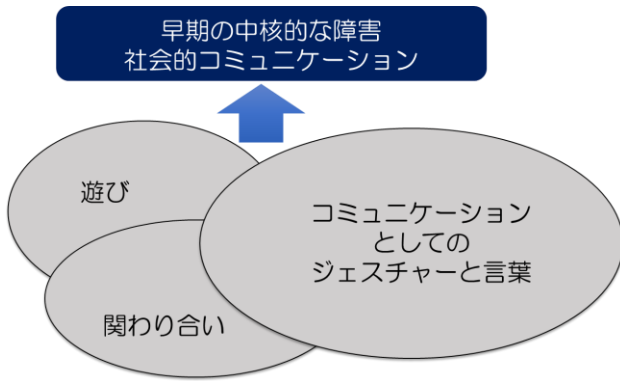 早期の中核的な障害
社会的コミュニケーション
遊び
コミュニケーション
としての
ジェスチャーと言葉
関わり合い